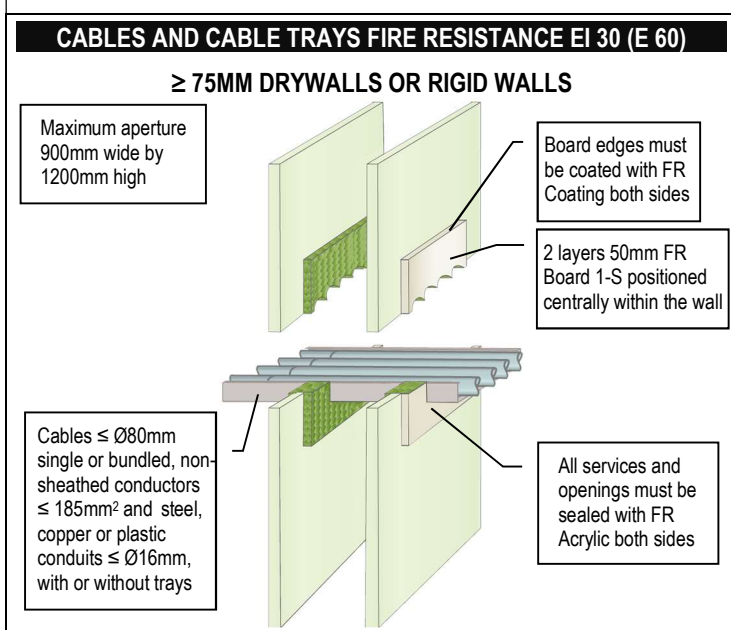 CABLES AND CABLE TRAYS FIRE RESISTANCE EI 30 (E 60)
≥ 75MM DRYWALLS OR RIGID WALLS
Maximum aperture
900mm wide by
1200mm high
Board edges must
be coated with FR
Coating both sides
2 layers 50mm FR
Board 1-S positioned
centrally within the wall
Cables ≤ Ø80mm
single or bundled, non-
sheathed conductors
≤ 185mm² and steel,
copper or plastic
conduits ≤ Ø16mm,
with or without trays
All services and
openings must be
sealed with FR
Acrylic both sides